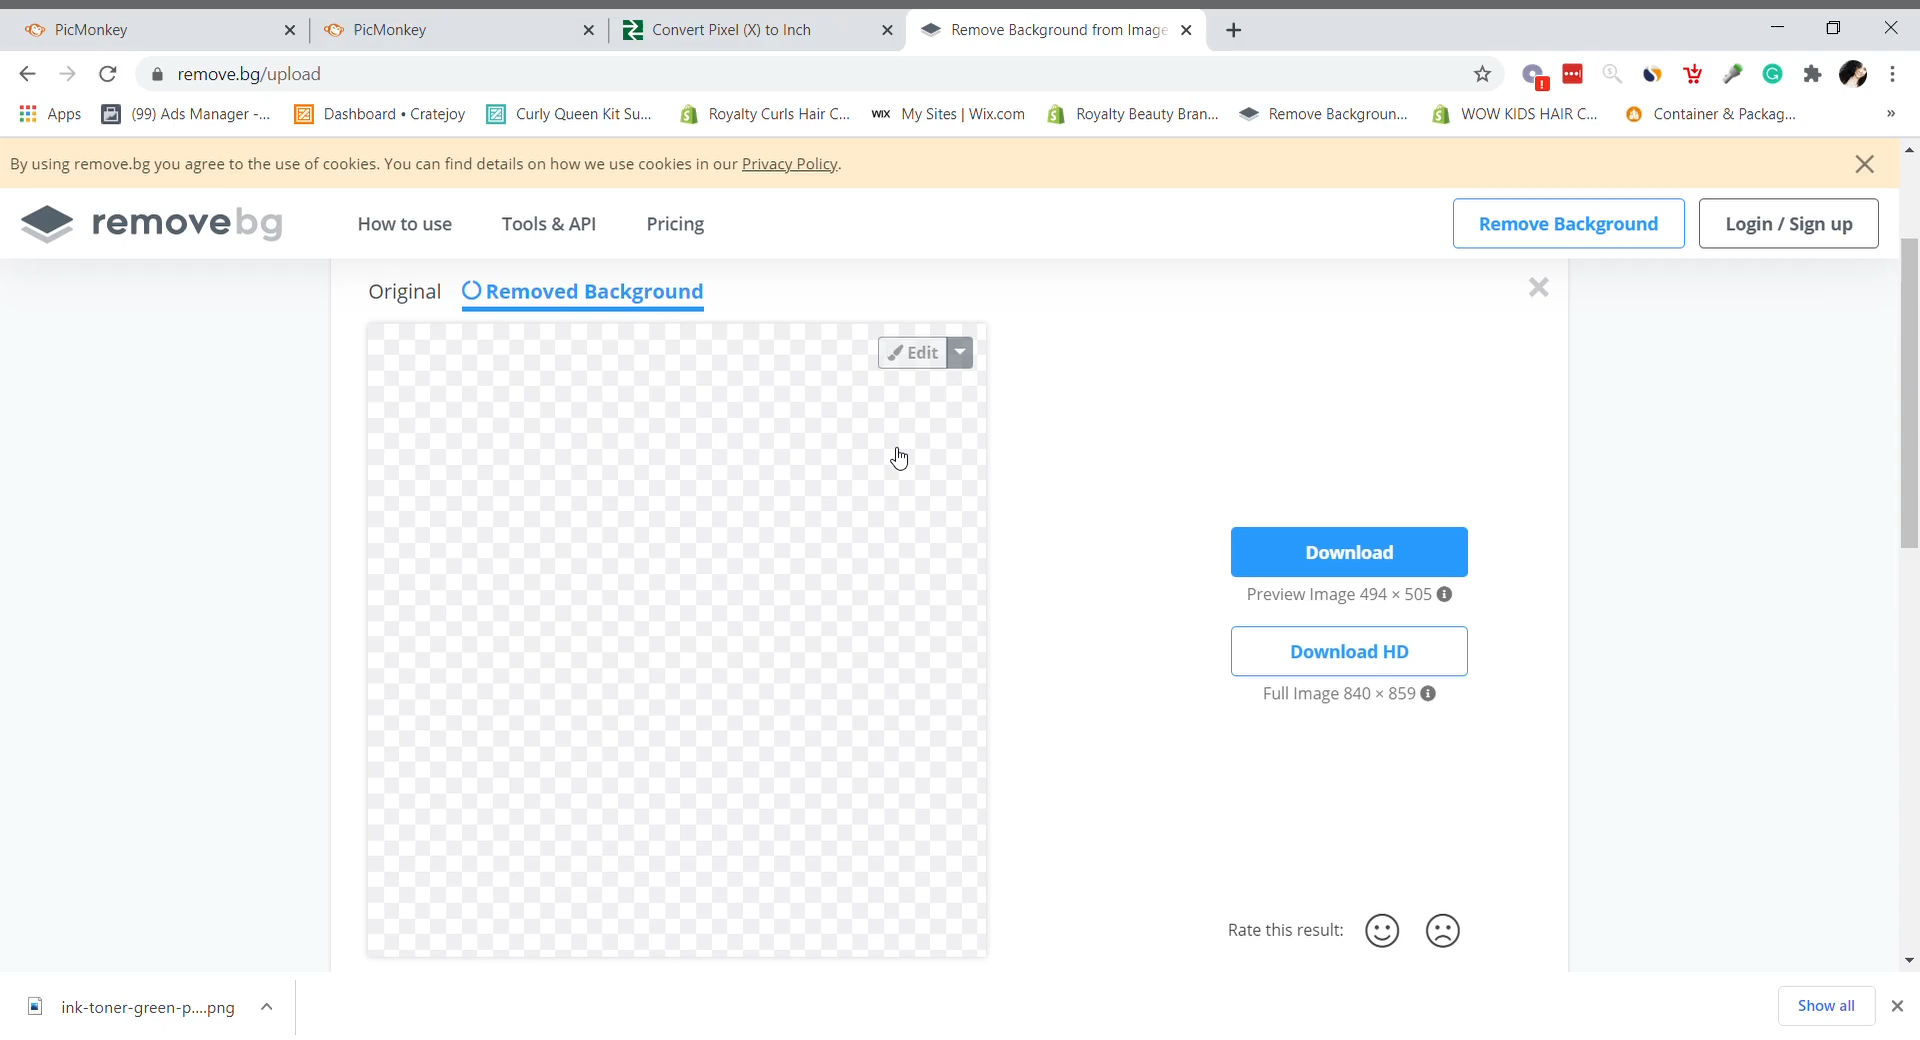 PicMonkey
PicMonkey
Convert Pixel (X) to Inch
Remove Background from Image
remove.bg/upload
Apps
(99) Ads Manager -...
Dashboard • Cratejoy
Curly Queen Kit Su...
Royalty Curls Hair C...
WIX My Sites | Wix.com
Royalty Beauty Bran...
Remove Backgroun...
WOW KIDS HAIR C...
Container & Packag...
»
By using remove.bg you agree to the use of cookies. You can find details on how we use cookies in our Privacy Policy.
removebg
How to use
Tools & API
Pricing
Remove Background
Login / Sign up
Original
Removed Background
Edit
Download
Preview Image 494 × 505
Download HD
Full Image 840 × 859
Rate this result:
ink-toner-green-p....png
Show all